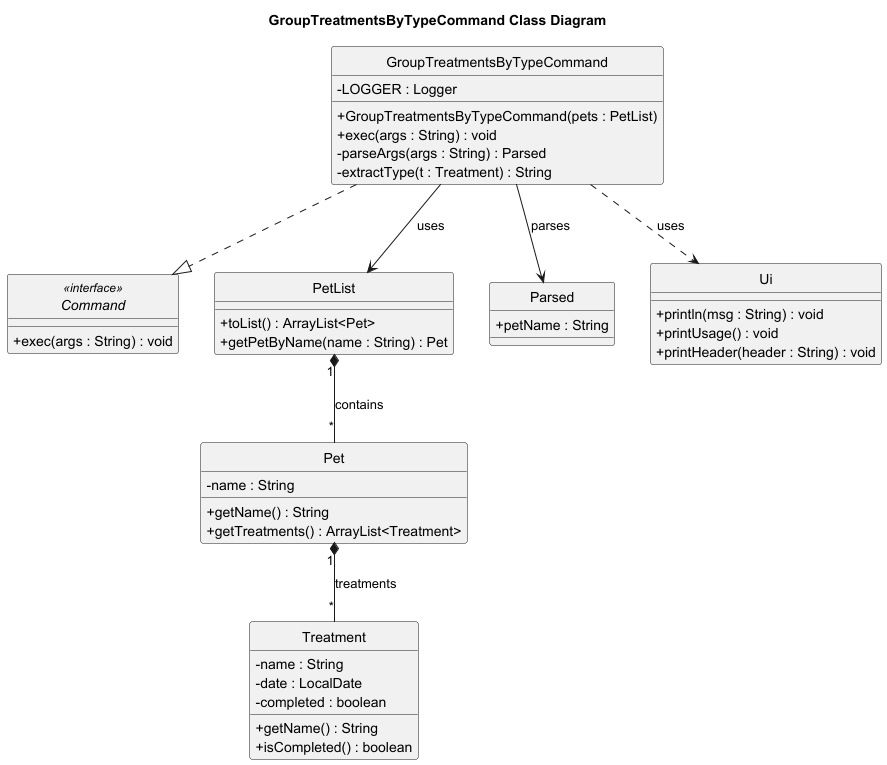 GroupTreatmentsByTypeCommand Class Diagram
GroupTreatmentsByTypeCommand
-LOGGER : Logger
+GroupTreatmentsByTypeCommand(pets : PetList)
+exec(args : String) : void
-parseArgs(args : String) : Parsed
-extractType(t : Treatment) : String
uses
parses
uses
«interface»
Command
+exec(args : String) : void
PetList
+toList() : ArrayList<Pet>
+getPetByName(name : String) : Pet
Parsed
+petName : String
Ui
+println(msg : String) : void
+printUsage() : void
+printHeader(header : String) : void
1
contains
*
Pet
-name : String
+getName() : String
+getTreatments() : ArrayList<Treatment>
1
treatments
*
Treatment
-name : String
-date : LocalDate
-completed : boolean
+getName() : String
+isCompleted() : boolean